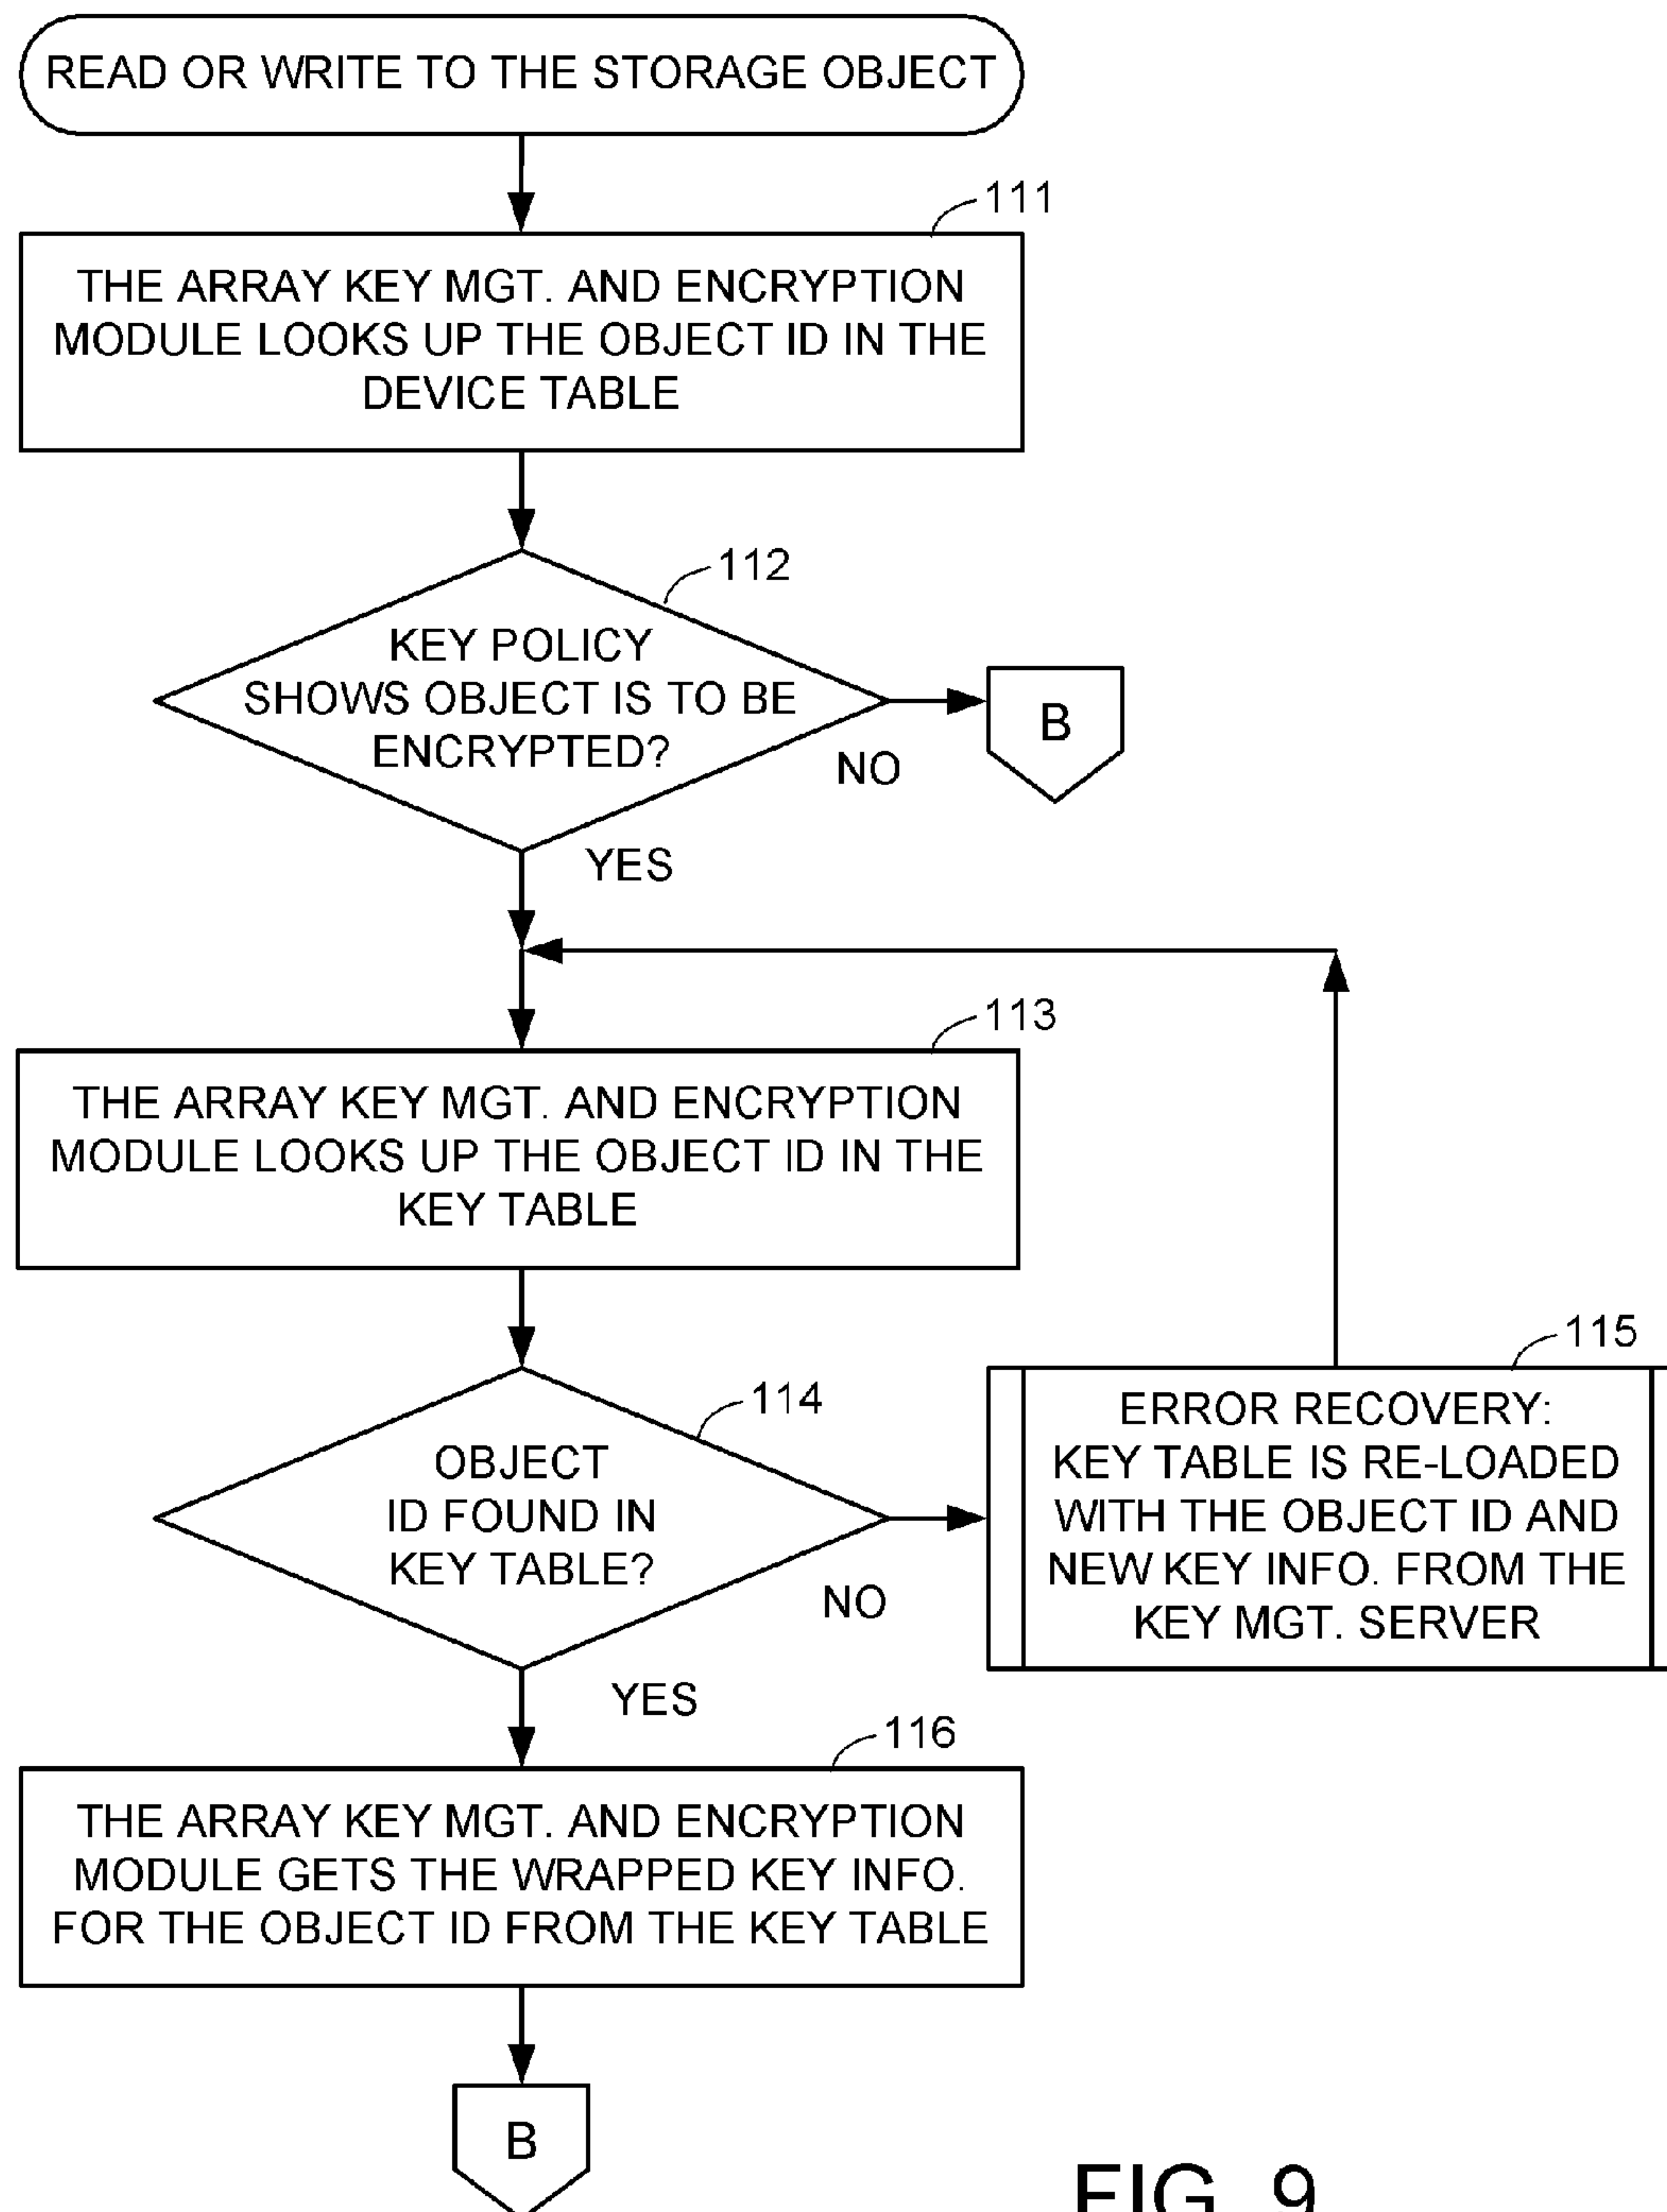 READ OR WRITE TO THE STORAGE OBJECT
111
THE ARRAY KEY MGT. AND ENCRYPTION
MODULE LOOKS UP THE OBJECT ID IN THE
DEVICE TABLE
112
KEY POLICY
SHOWS OBJECT IS TO BE
ENCRYPTED?
B
NO
YES
113
THE ARRAY KEY MGT. AND ENCRYPTION
MODULE LOOKS UP THE OBJECT ID IN THE
KEY TABLE
114
OBJECT
ID FOUND IN
KEY TABLE?
NO
115
ERROR RECOVERY:
KEY TABLE IS RE-LOADED
WITH THE OBJECT ID AND
NEW KEY INFO. FROM THE
KEY MGT. SERVER
YES
116
THE ARRAY KEY MGT. AND ENCRYPTION
MODULE GETS THE WRAPPED KEY INFO.
FOR THE OBJECT ID FROM THE KEY TABLE
B
FIG. 9